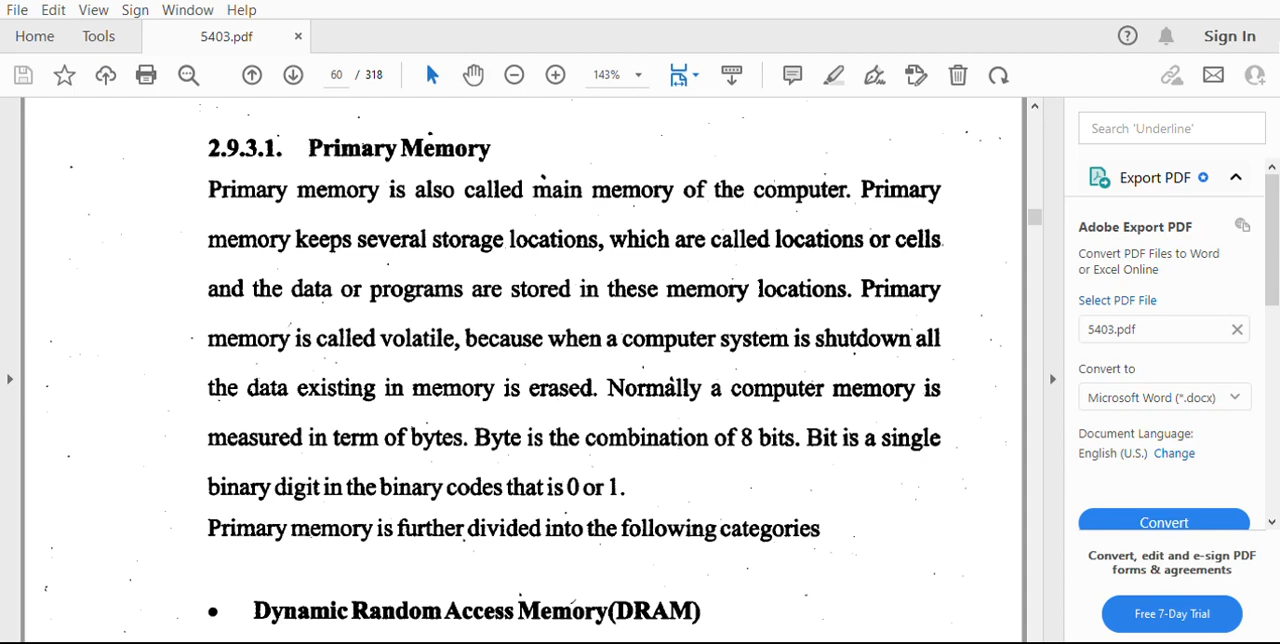 File Edit View Sign Window Help
Home Tools 5403.pdf × Sign In
60 / 318 143%
2.9.3.1. Primary Memory
Primary memory is also called main memory of the computer. Primary
memory keeps several storage locations, which are called locations or cells
and the data or programs are stored in these memory locations. Primary
memory is called volatile, because when a computer system is shutdown all
the data existing in memory is erased. Normally a computer memory is
measured in term of bytes. Byte is the combination of 8 bits. Bit is a single
binary digit in the binary codes that is 0 or 1.
Primary memory is further divided into the following categories
• Dynamic Random Access Memory(DRAM)
Search 'Underline'
Export PDF
Adobe Export PDF
Convert PDF Files to Word
or Excel Online
Select PDF File
5403.pdf
Convert to
Microsoft Word (*.docx)
Document Language:
English (U.S.) Change
Convert
Convert, edit and e-sign PDF
forms & agreements
Free 7-Day Trial